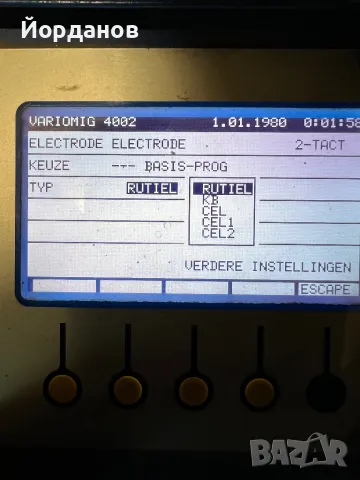 Йорданов
VARIOMIG 4002 1.01.1980 0:01:58
ELECTRODE ELECTRODE 2-TACT
KEUZE --- BASIS-PROG
TYP RUTIEL RUTIEL
KB
CEL
CEL1
CEL2
VERDERE INSTELLINGEN
ESCAPE
BAZAR